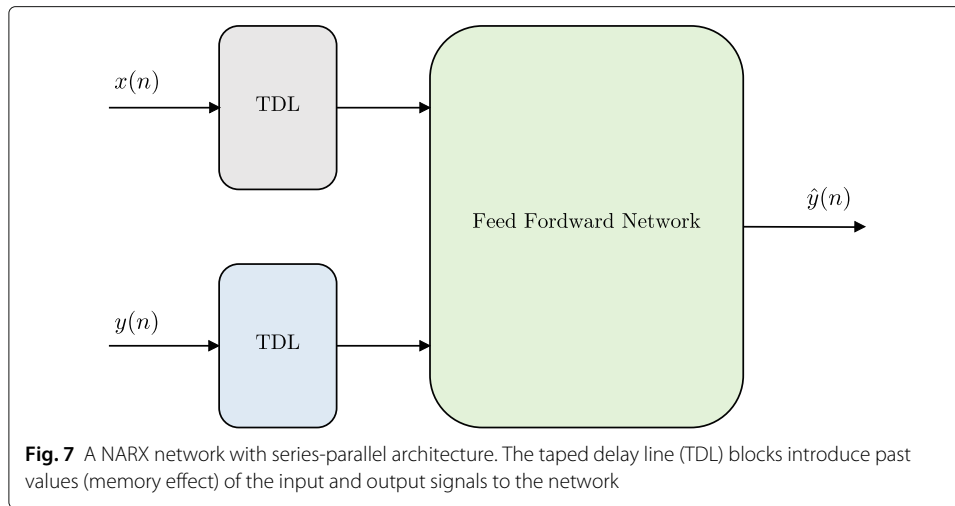 x(n)
TDL
Feed Fordward Network
ŷ(n)
y(n)
TDL
Fig. 7 A NARX network with series-parallel architecture. The taped delay line (TDL) blocks introduce past
values (memory effect) of the input and output signals to the network